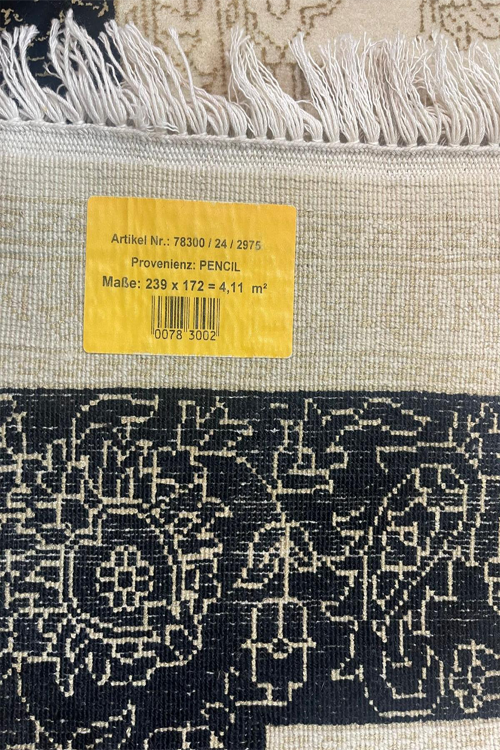 Artikel Nr.: 78300 / 24 / 2975
Provenienz: PENCIL
Maße: 239 x 172 = 4,11 m²
0078 3002